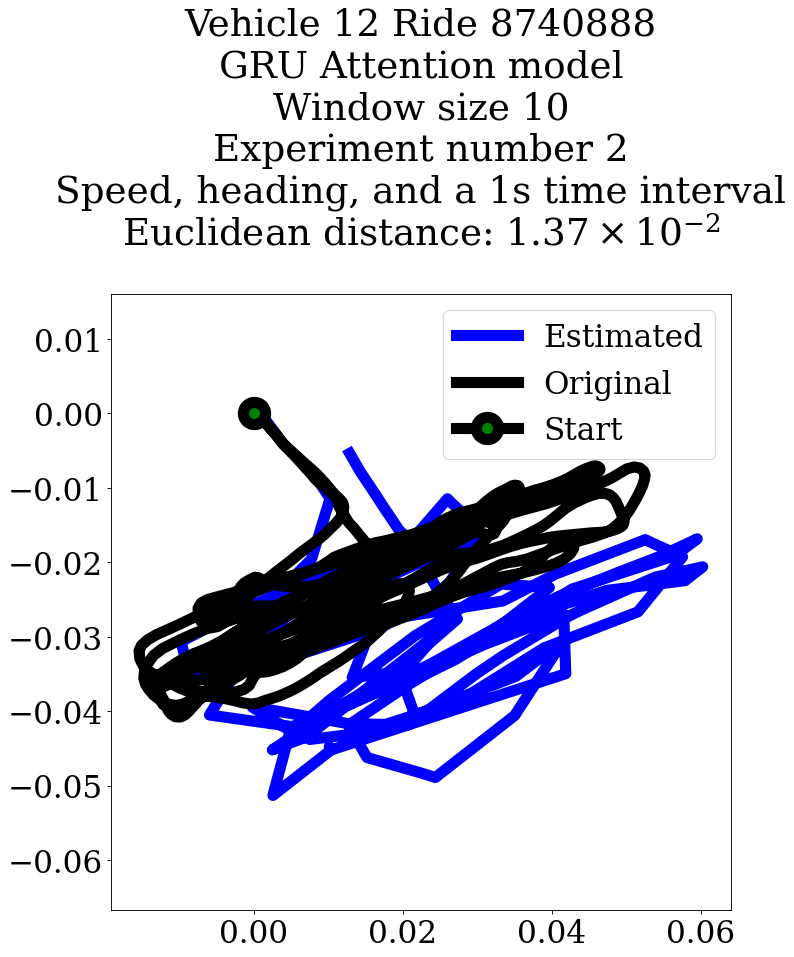 Vehicle 12 Ride 8740888
GRU Attention model
Window size 10
Experiment number 2
Speed, heading, and a 1s time interval
Euclidean distance: 1.37 × 10⁻²
Estimated
Original
Start
0.01
0.00
−0.01
−0.02
−0.03
−0.04
−0.05
−0.06
0.00 0.02 0.04 0.06